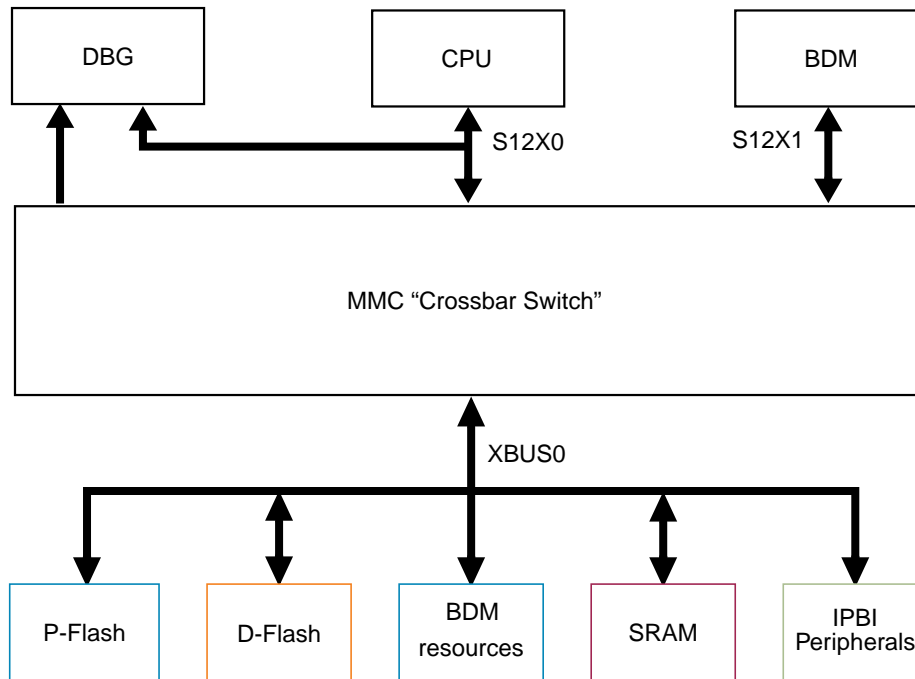 DBG
CPU
BDM
S12X0
S12X1
MMC “Crossbar Switch”
XBUS0
P-Flash
D-Flash
BDM
resources
SRAM
IPBI
Peripherals